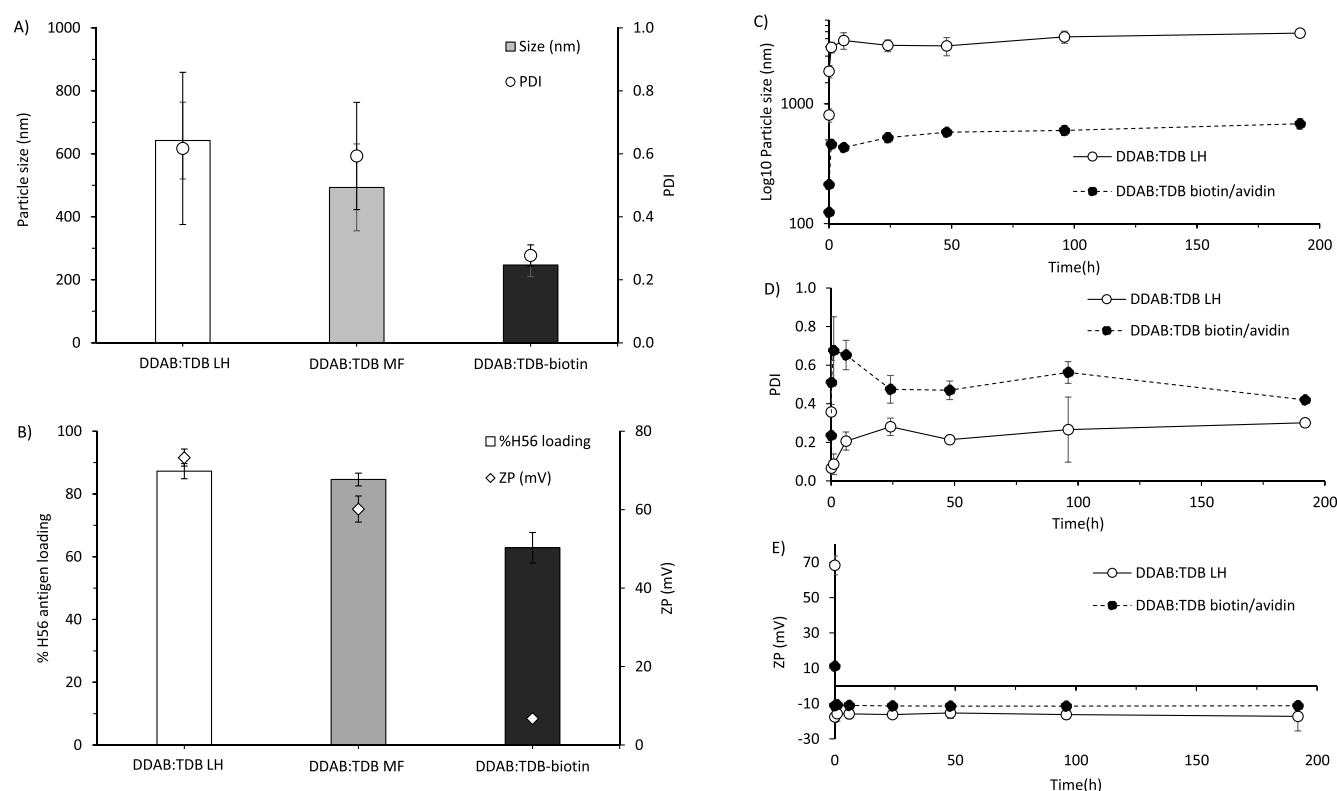 A)
1000
800
600
400
200
0
Particle size (nm)
1.0
0.8
0.6
0.4
0.2
0.0
PDI
Size (nm)
PDI
DDAB:TDB LH
DDAB:TDB MF
DDAB:TDB-biotin
B)
100
80
60
40
20
0
% H56 antigen loading
80
60
40
20
0
ZP (mV)
%H56 loading
ZP (mV)
DDAB:TDB LH
DDAB:TDB MF
DDAB:TDB-biotin
C)
Log10 Particle size (nm)
1000
100
DDAB:TDB LH
DDAB:TDB biotin/avidin
0
50
100
150
200
Time(h)
D)
1.0
0.8
0.6
0.4
0.2
0.0
PDI
DDAB:TDB LH
DDAB:TDB biotin/avidin
0
50
100
150
200
Time(h)
E)
70
50
30
10
-10
-30
ZP (mV)
DDAB:TDB LH
DDAB:TDB biotin/avidin
0
50
100
150
200
Time(h)